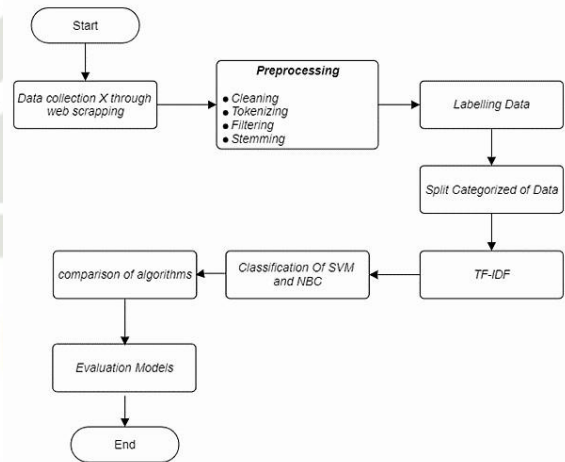 Start
Data collection X through
web scrapping
Preprocessing
● Cleaning
● Tokenizing
● Filtering
● Stemming
Labelling Data
Split Categorized of Data
TF-IDF
Classification Of SVM
and NBC
comparison of algorithms
Evaluation Models
End